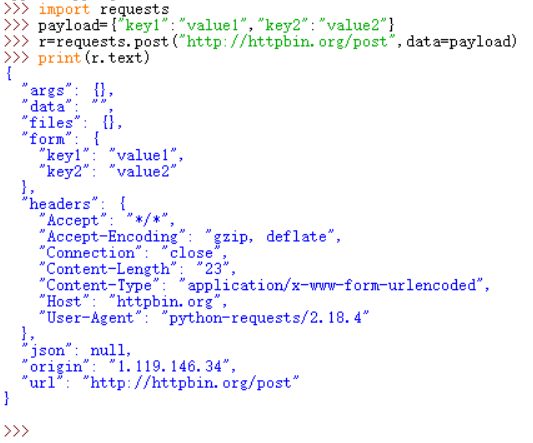 >>> import requests
>>> payload={"key1":"value1","key2":"value2"}
>>> r=requests.post("http://httpbin.org/post",data=payload)
>>> print(r.text)
{
  "args": {},
  "data": "",
  "files": {},
  "form": {
    "key1": "value1",
    "key2": "value2"
  },
  "headers": {
    "Accept": "*/*",
    "Accept-Encoding": "gzip, deflate",
    "Connection": "close",
    "Content-Length": "23",
    "Content-Type": "application/x-www-form-urlencoded",
    "Host": "httpbin.org",
    "User-Agent": "python-requests/2.18.4"
  },
  "json": null,
  "origin": "1.119.146.34",
  "url": "http://httpbin.org/post"
}
>>>